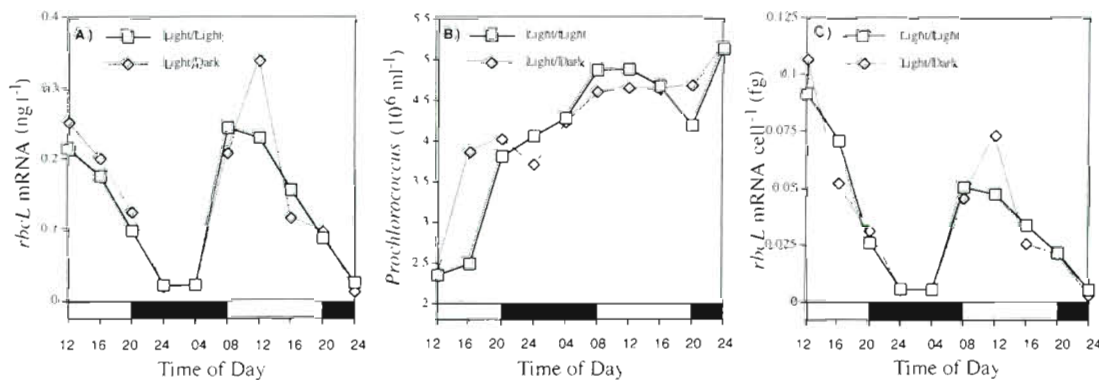 A.)
Light/Light
Light/Dark
rbcL mRNA (ng l-1)
0.4
0.3
0.2
0.1
0
12 16 20 24 04 08 12 16 20 24
Time of Day
B.)
Light/Light
Light/Dark
Prochlorococcus (10^6 ml-1)
5.5
5
4.5
4
3.5
3
2.5
2
12 16 20 24 04 08 12 16 20 24
Time of Day
C.)
Light/Light
Light/Dark
rbcL mRNA cell-1 (fg)
0.1
0.075
0.05
0.025
0
12 16 20 24 04 08 12 16 20 24
Time of Day